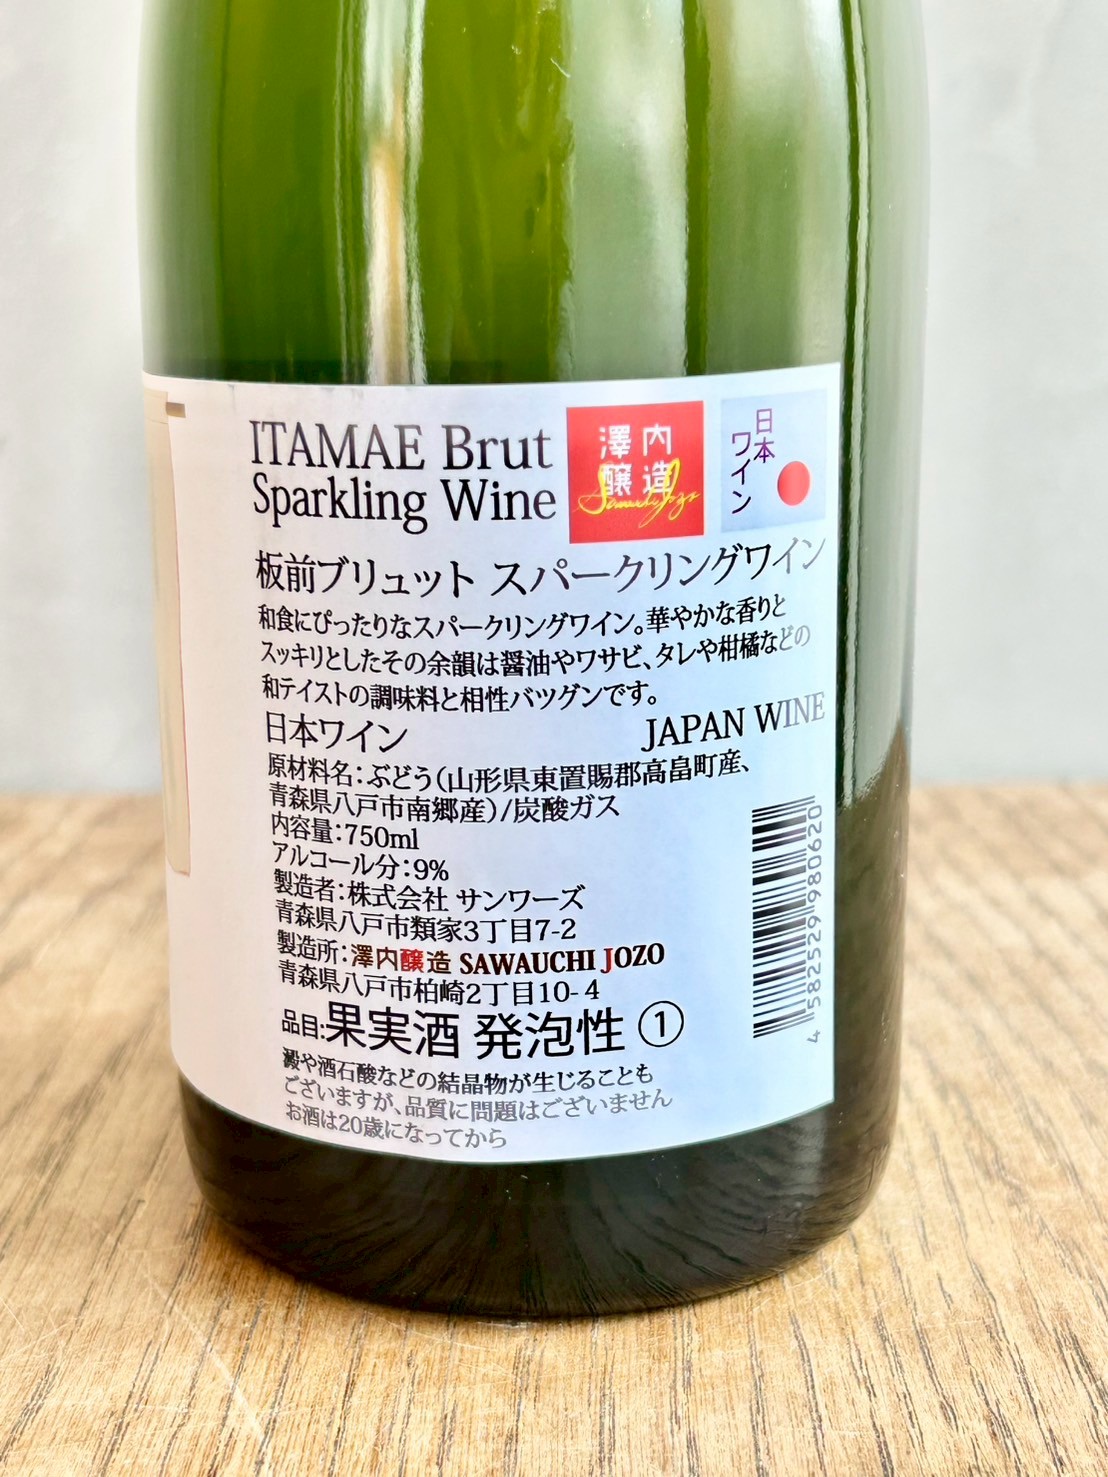 ITAMAE Brut
Sparkling Wine
澤内
醸造
Sawauchi Jozo
日本
ワイン
板前ブリュット スパークリングワイン
和食にぴったりなスパークリングワイン。華やかな香りと
スッキリとしたその余韻は醤油やワサビ、タレや柑橘などの
和テイストの調味料と相性バツグンです。
日本ワイン JAPAN WINE
原材料名：ぶどう（山形県東置賜郡高畠町産、
青森県八戸市南郷産）/炭酸ガス
内容量：750ml
アルコール分：9%
製造者：株式会社 サンワーズ
青森県八戸市類家3丁目7-2
製造所：澤内醸造 SAWAUCHI JOZO
青森県八戸市柏崎2丁目10-4
品目:果実酒 発泡性 ①
澱や酒石酸などの結晶物が生じることも
ございますが、品質に問題はございません
お酒は20歳になってから
4 582529 980620